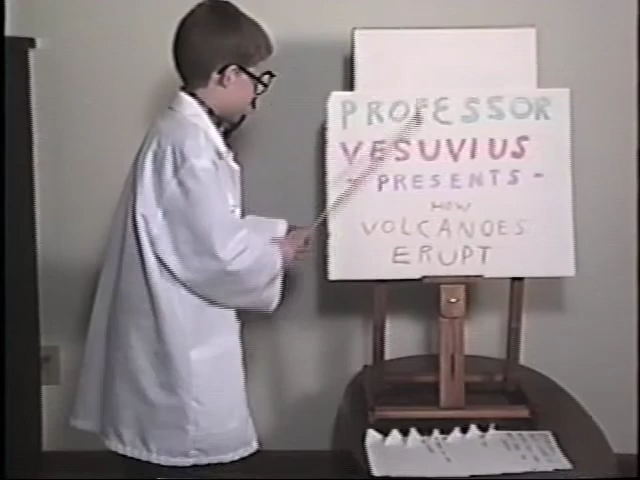 PROFESSOR
VESUVIUS
- PRESENTS -
HOW
VOLCANOES
ERUPT